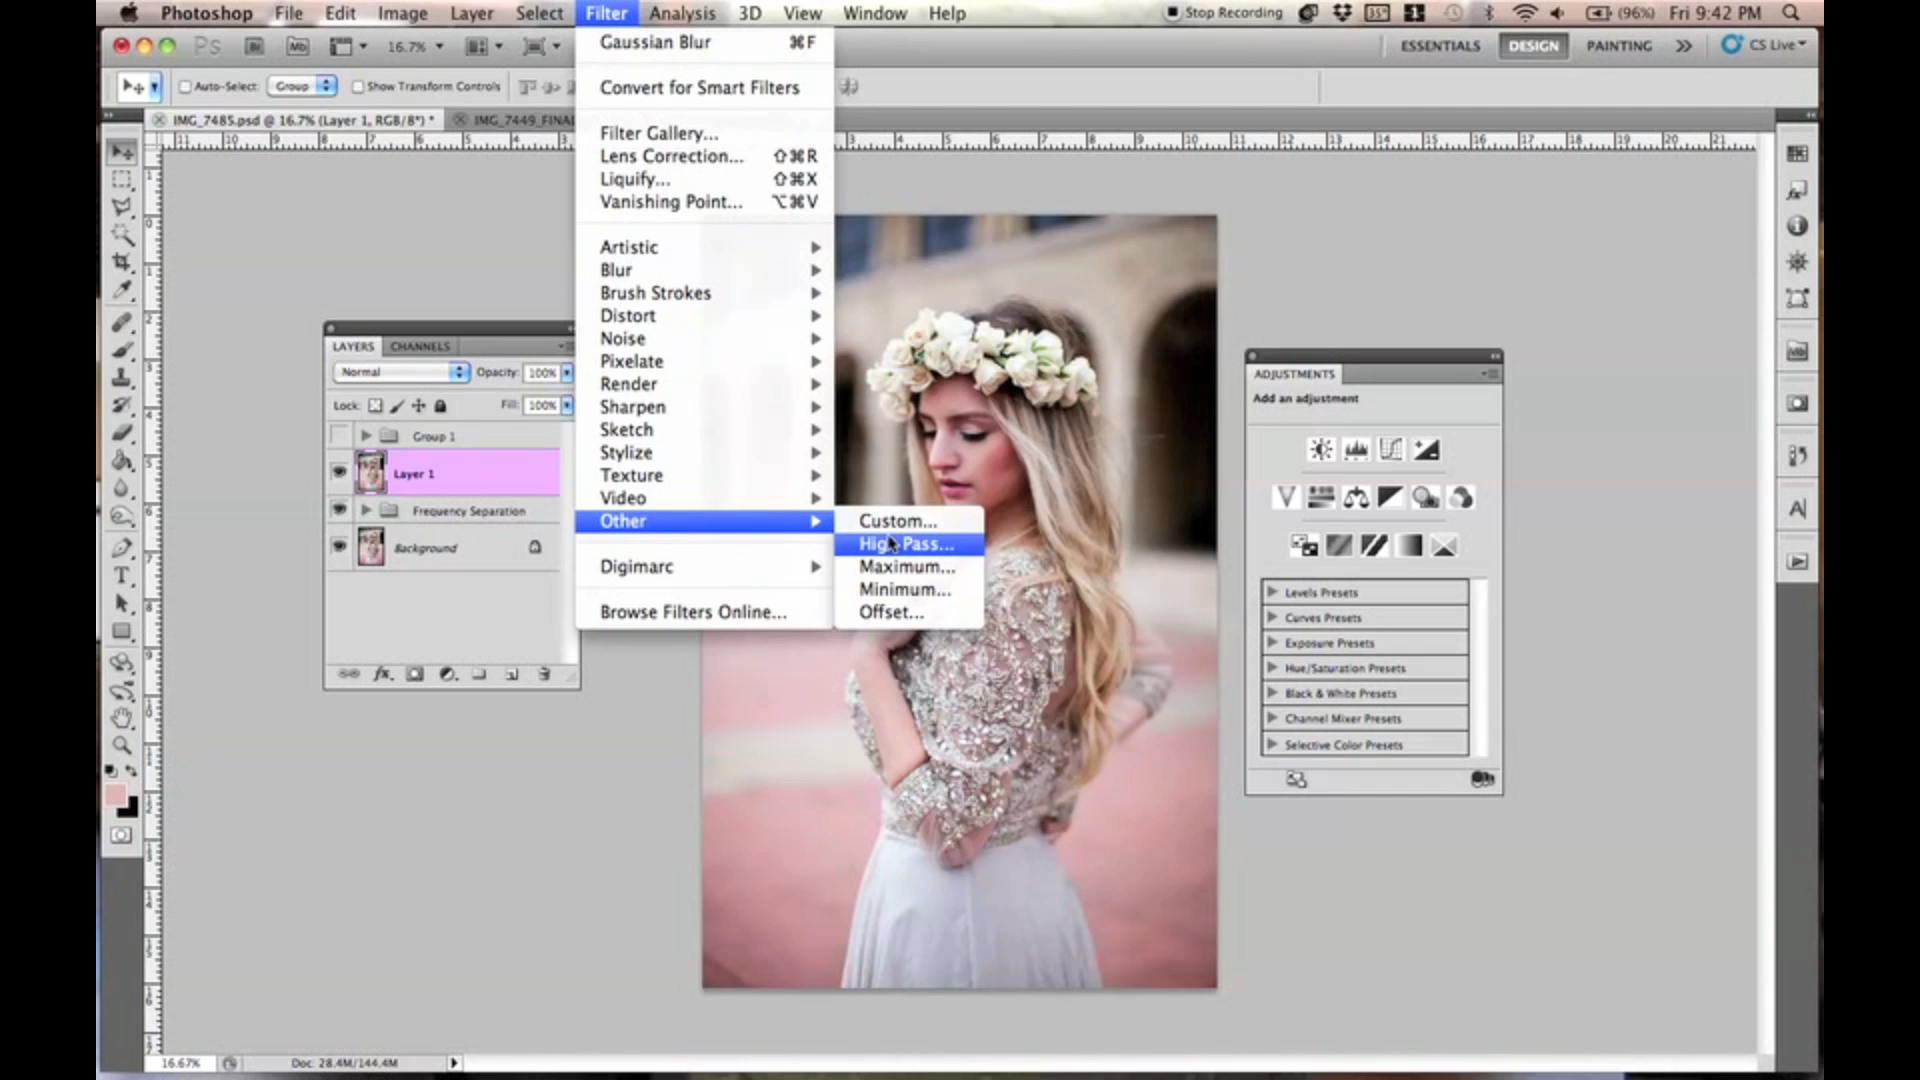 Photoshop File Edit Image Layer Select Filter Analysis 3D View Window Help Stop Recording 35° 1 (96%) Fri 9:42 PM
Ps Br Mb 16.7% ESSENTIALS DESIGN PAINTING CS Live
Auto-Select: Group Show Transform Controls
IMG_7485.psd @ 16.7% (Layer 1, RGB/8*) * IMG_7449_FINAL
Gaussian Blur ⌘F
Convert for Smart Filters
Filter Gallery...
Lens Correction... ⇧⌘R
Liquify... ⇧⌘X
Vanishing Point... ⌥⌘V
Artistic
Blur
Brush Strokes
Distort
Noise
Pixelate
Render
Sharpen
Sketch
Stylize
Texture
Video
Other
Digimarc
Browse Filters Online...
Custom...
High Pass...
Maximum...
Minimum...
Offset...
LAYERS CHANNELS
Normal Opacity: 100%
Lock: Fill: 100%
Group 1
Layer 1
Frequency Separation
Background
ADJUSTMENTS
Add an adjustment
Levels Presets
Curves Presets
Exposure Presets
Hue/Saturation Presets
Black & White Presets
Channel Mixer Presets
Selective Color Presets
16.67% Doc: 28.4M/144.4M